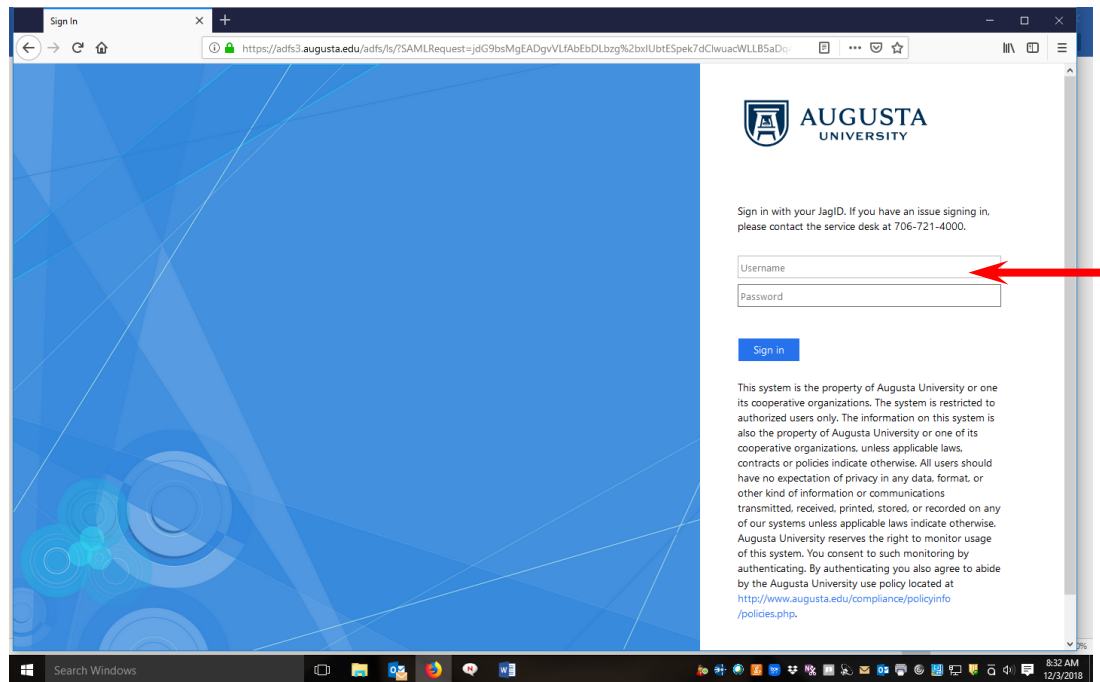 Sign In
https://adfs3.augusta.edu/adfs/ls/?SAMLRequest=jdG9bsMgEADgvVLfAbEbDLbzg%2bxIUbtESpek7dClwuacWLLB5aDq
AUGUSTA
UNIVERSITY
Sign in with your JagID. If you have an issue signing in,
please contact the service desk at 706-721-4000.
Username
Password
Sign in
This system is the property of Augusta University or one
its cooperative organizations. The system is restricted to
authorized users only. The information on this system is
also the property of Augusta University or one of its
cooperative organizations, unless applicable laws,
contracts or policies indicate otherwise. All users should
have no expectation of privacy in any data, format, or
other kind of information or communications
transmitted, received, printed, stored, or recorded on any
of our systems unless applicable laws indicate otherwise.
Augusta University reserves the right to monitor usage
of this system. You consent to such monitoring by
authenticating. By authenticating you also agree to abide
by the Augusta University use policy located at
http://www.augusta.edu/compliance/policyinfo
/policies.php.
Search Windows
8:32 AM
12/3/2018